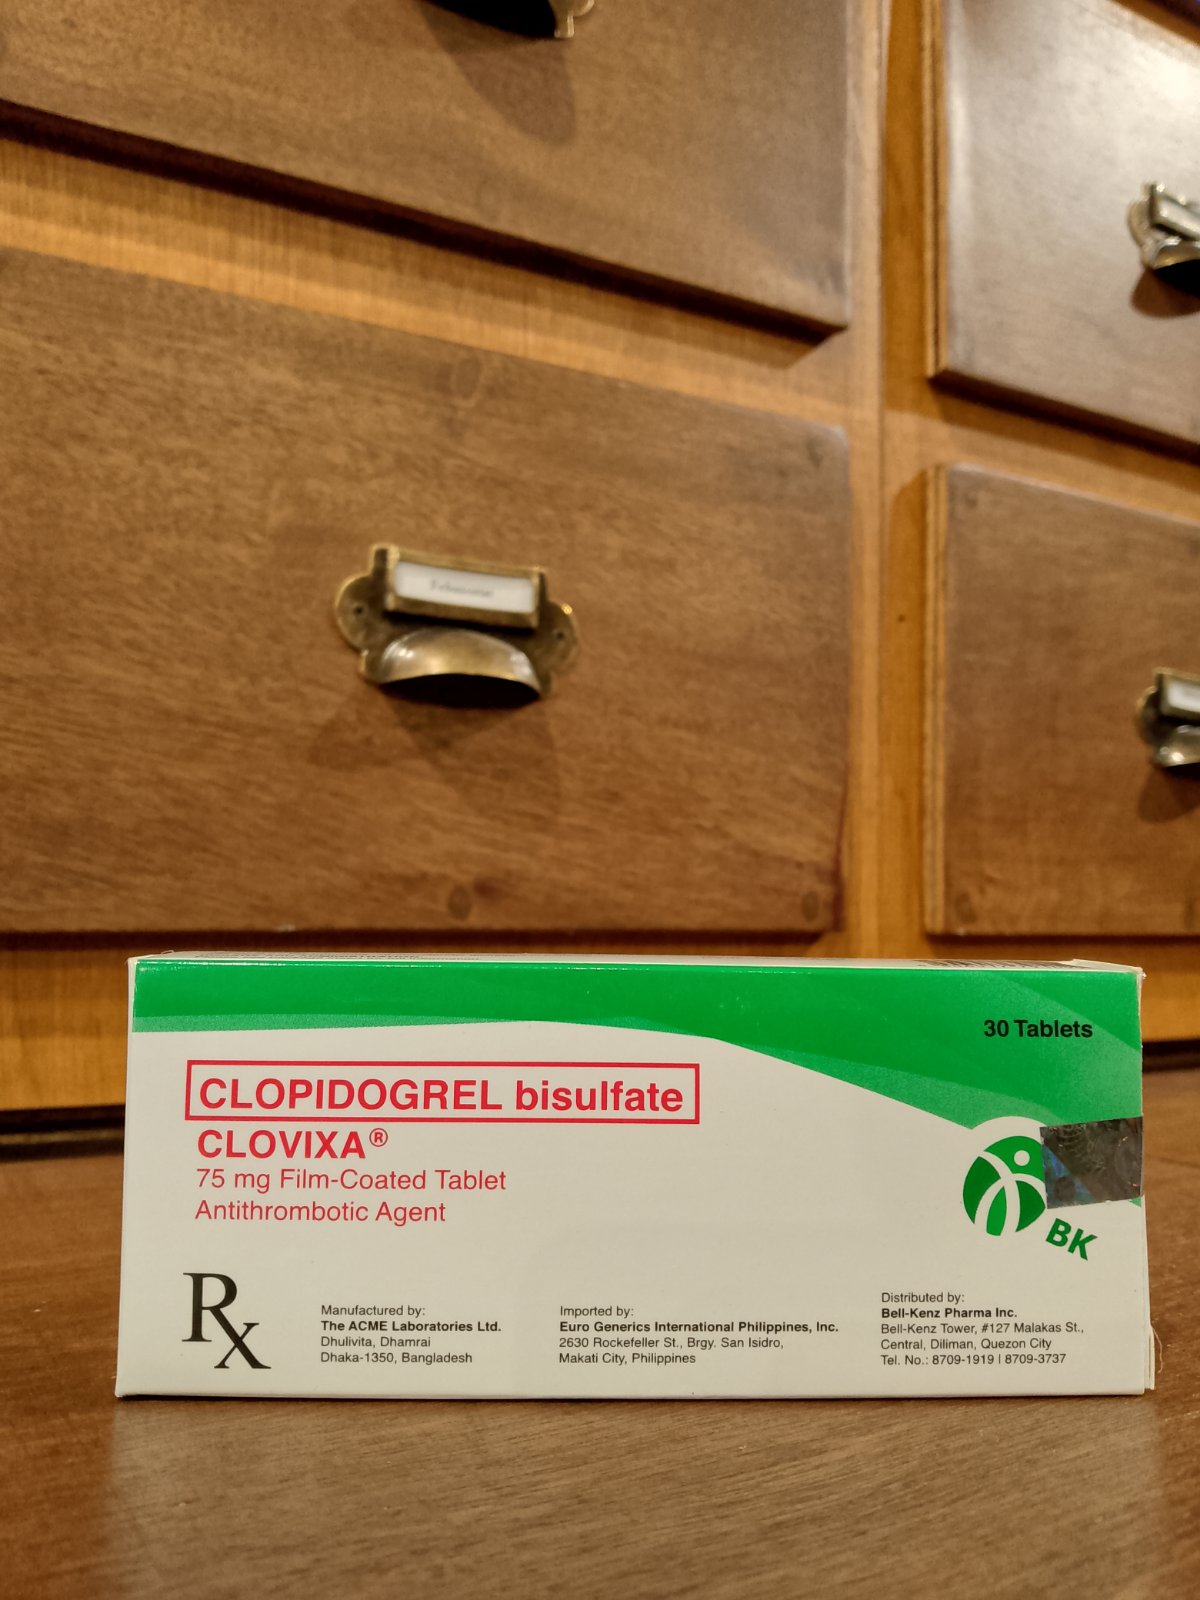 30 Tablets
CLOPIDOGREL bisulfate
CLOVIXA®
75 mg Film-Coated Tablet
Antithrombotic Agent
BK
Rx
Manufactured by:
The ACME Laboratories Ltd.
Dhulivita, Dhamrai
Dhaka-1350, Bangladesh
Imported by:
Euro Generics International Philippines, Inc.
2630 Rockefeller St., Brgy. San Isidro,
Makati City, Philippines
Distributed by:
Bell-Kenz Pharma Inc.
Bell-Kenz Tower, #127 Malakas St.,
Central, Diliman, Quezon City
Tel. No.: 8709-1919 | 8709-3737